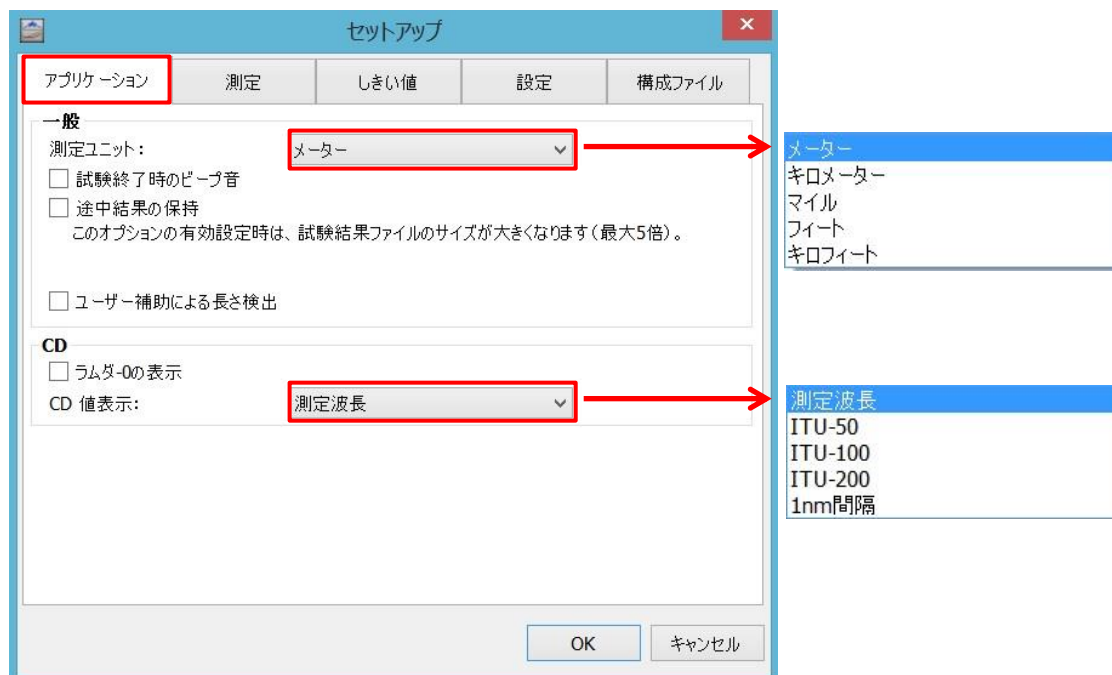 セットアップ
アプリケーション 測定 しきい値 設定 構成ファイル
一般
測定ユニット: メーター
試験終了時のビープ音
途中結果の保持
このオプションの有効設定時は、試験結果ファイルのサイズが大きくなります(最大5倍)。
ユーザー補助による長さ検出
CD
ラムダ-0の表示
CD 値表示: 測定波長
OK キャンセル
メーター
キロメーター
マイル
フィート
キロフィート
測定波長
ITU-50
ITU-100
ITU-200
1nm間隔